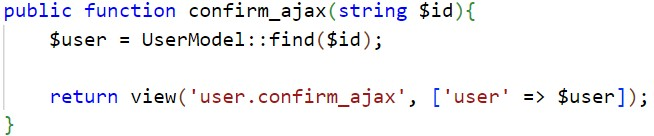 public function confirm_ajax(string $id){
    $user = UserModel::find($id);

    return view('user.confirm_ajax', ['user' => $user]);
}